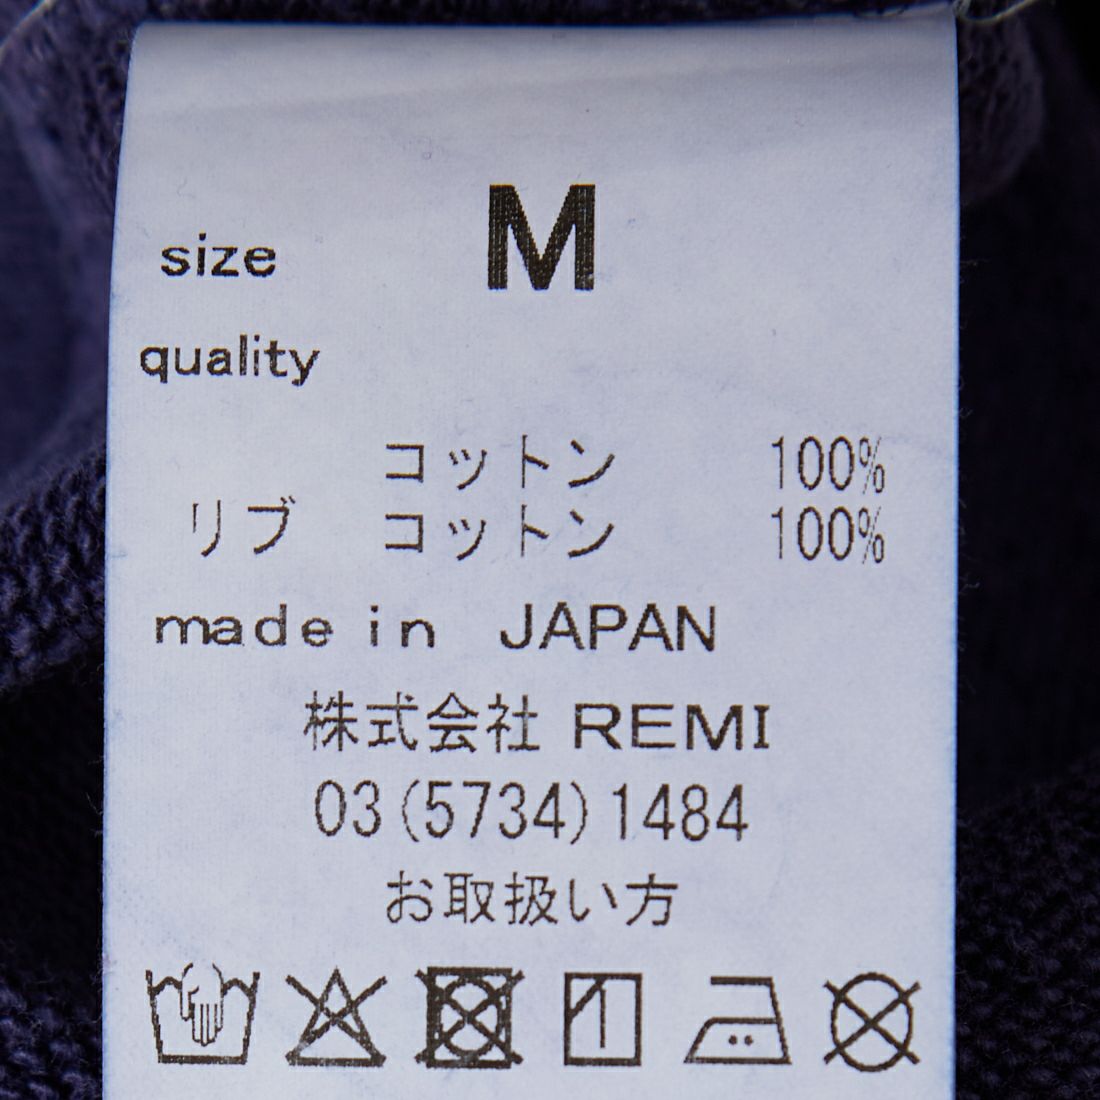 size M
quality
コットン 100%
リブ コットン 100%
made in JAPAN
株式会社 REMI
03(5734)1484
お取扱い方